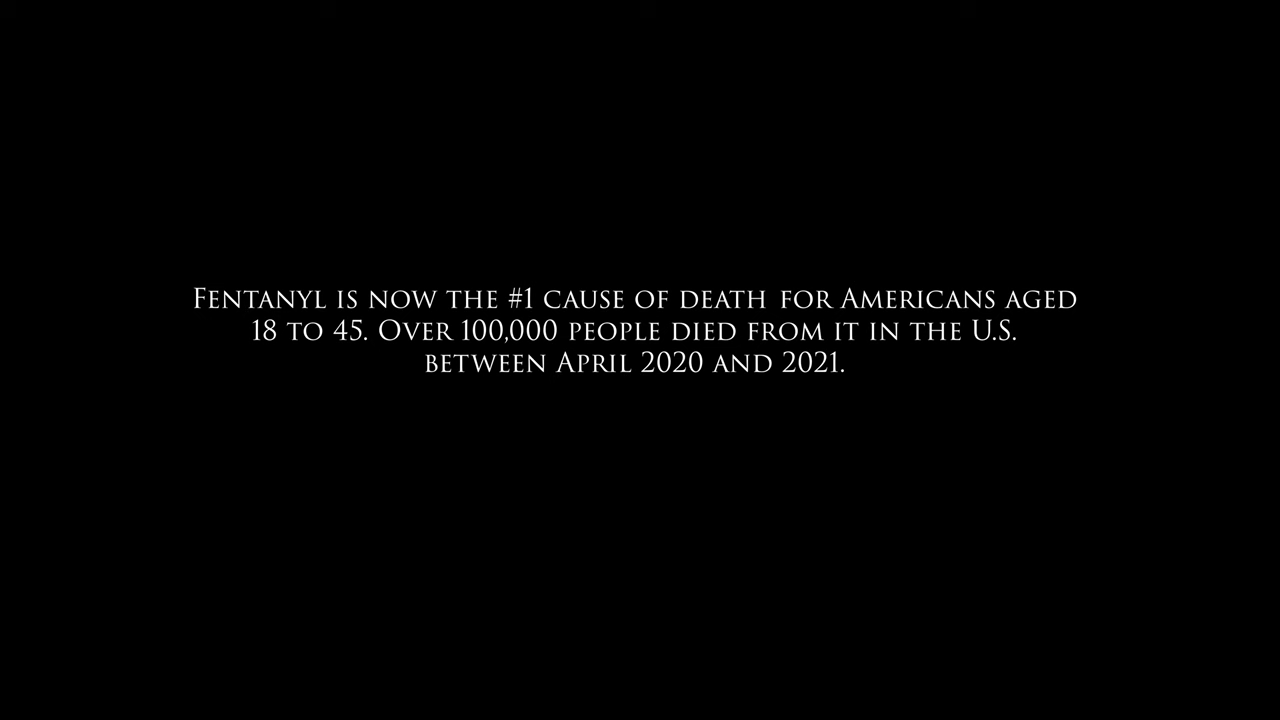 Fentanyl is now the #1 cause of death for Americans aged
18 to 45. Over 100,000 people died from it in the U.S.
between April 2020 and 2021.